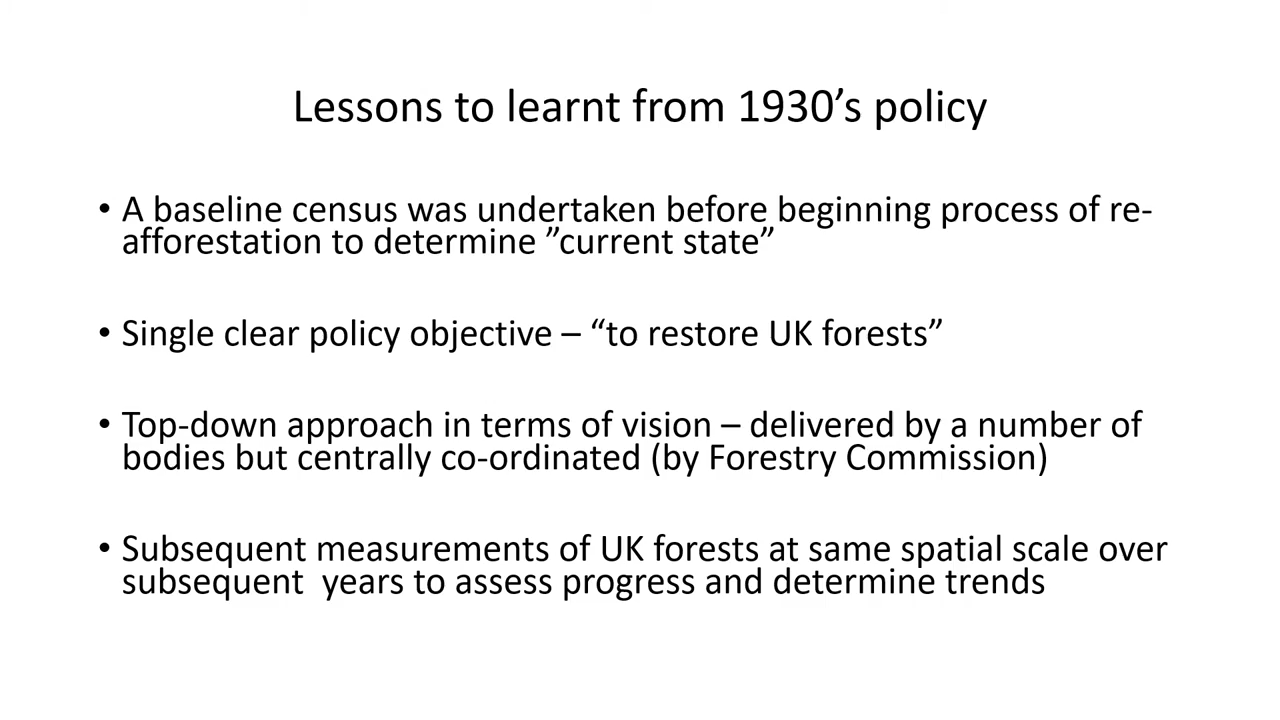 Lessons to learnt from 1930’s policy
• A baseline census was undertaken before beginning process of re-
afforestation to determine ”current state”
• Single clear policy objective – “to restore UK forests”
• Top-down approach in terms of vision – delivered by a number of
bodies but centrally co-ordinated (by Forestry Commission)
• Subsequent measurements of UK forests at same spatial scale over
subsequent  years to assess progress and determine trends